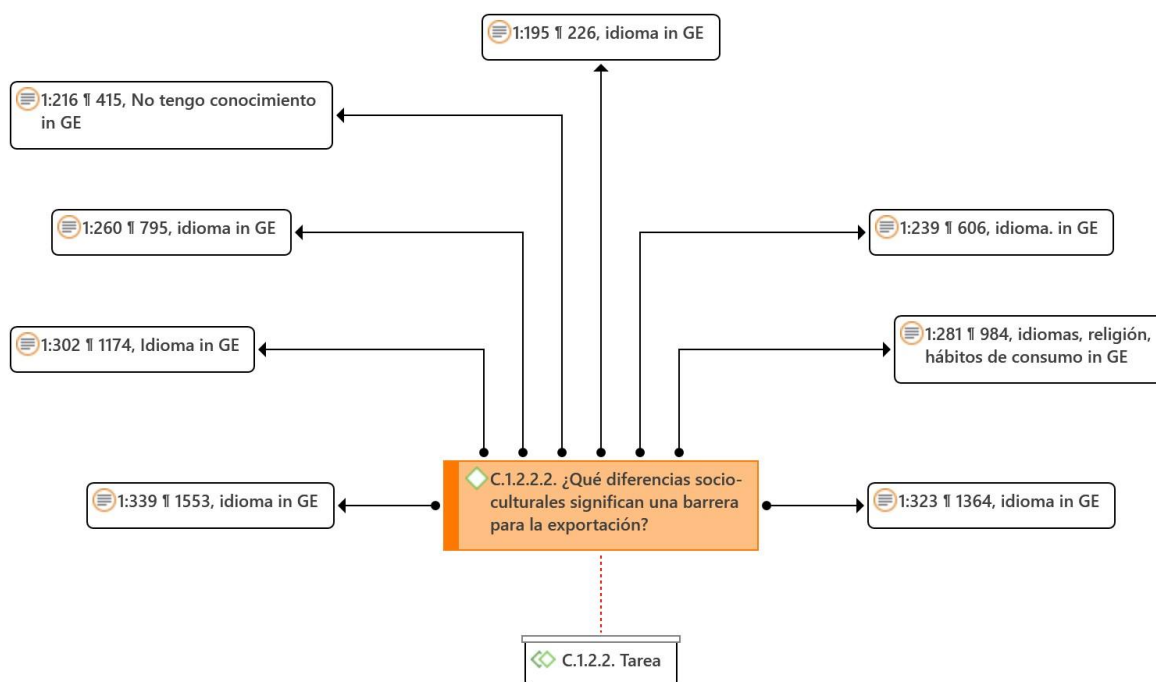 1:195 ¶ 226, idioma in GE
1:216 ¶ 415, No tengo conocimiento
in GE
1:260 ¶ 795, idioma in GE
1:239 ¶ 606, idioma. in GE
1:302 ¶ 1174, Idioma in GE
1:281 ¶ 984, idiomas, religión,
hábitos de consumo in GE
C.1.2.2.2. ¿Qué diferencias socio-
culturales significan una barrera
para la exportación?
1:339 ¶ 1553, idioma in GE
1:323 ¶ 1364, idioma in GE
C.1.2.2. Tarea